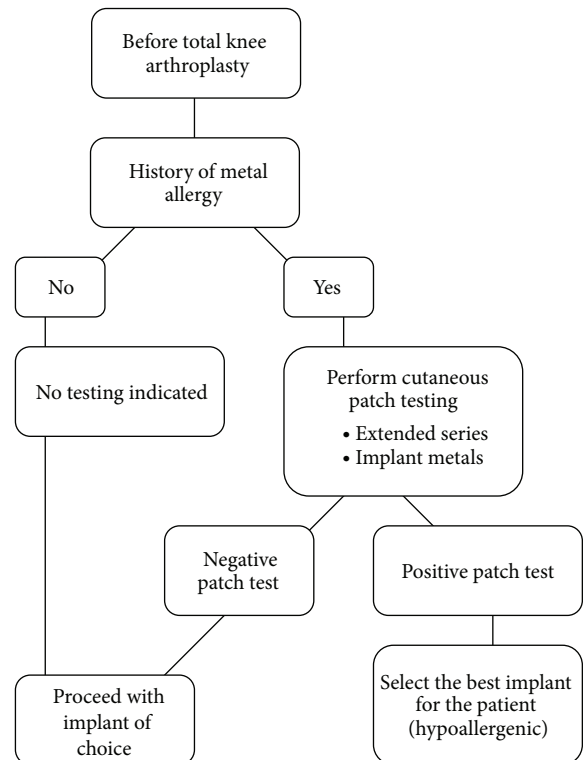 Before total knee
arthroplasty
History of metal
allergy
No
Yes
No testing indicated
Perform cutaneous
patch testing
• Extended series
• Implant metals
Negative
patch test
Positive patch test
Proceed with
implant of
choice
Select the best implant
for the patient
(hypoallergenic)